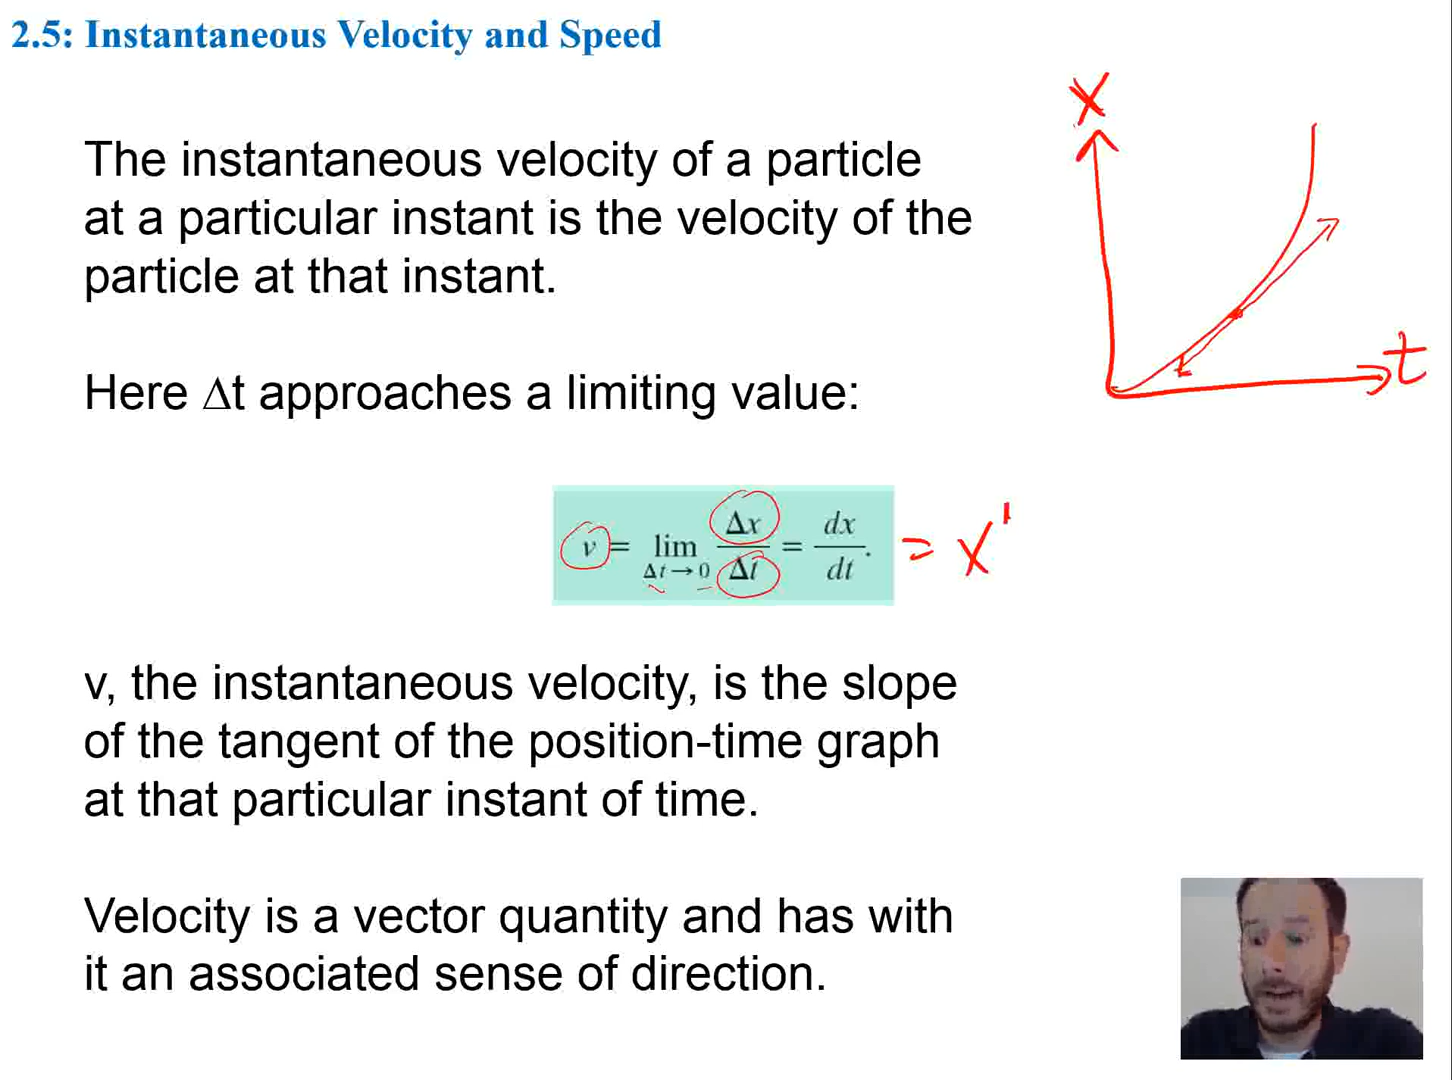 2.5: Instantaneous Velocity and Speed
The instantaneous velocity of a particle
at a particular instant is the velocity of the
particle at that instant.
x
t
Here Δt approaches a limiting value:
v = lim Δt→0 Δx/Δt = dx/dt. = x'
v, the instantaneous velocity, is the slope
of the tangent of the position-time graph
at that particular instant of time.
Velocity is a vector quantity and has with
it an associated sense of direction.